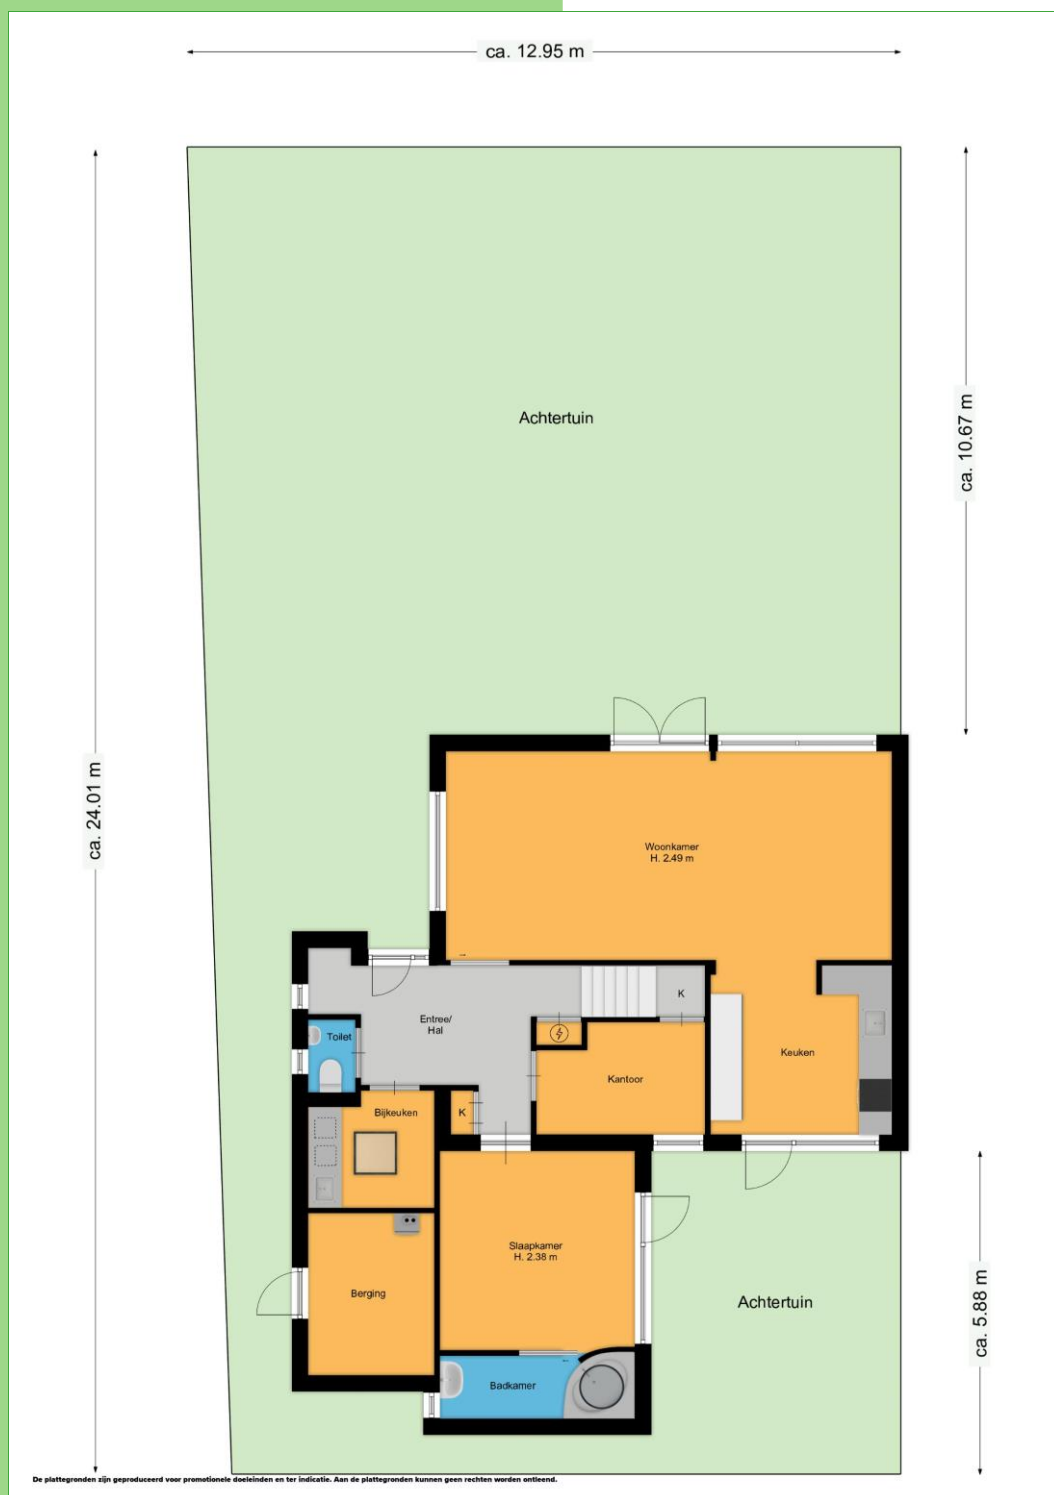 ca. 12.95 m
Achtertuin
ca. 10.67 m
ca. 24.01 m
Woonkamer
H. 2.49 m
K
Entree/
Hal
Toilet
Keuken
Kantoor
Bijkeuken
K
Slaapkamer
H. 2.38 m
Berging
Achtertuin
ca. 5.88 m
Badkamer
De plattegronden zijn geproduceerd voor promotionele doeleinden en ter indicatie. Aan de plattegronden kunnen geen rechten worden ontleend.